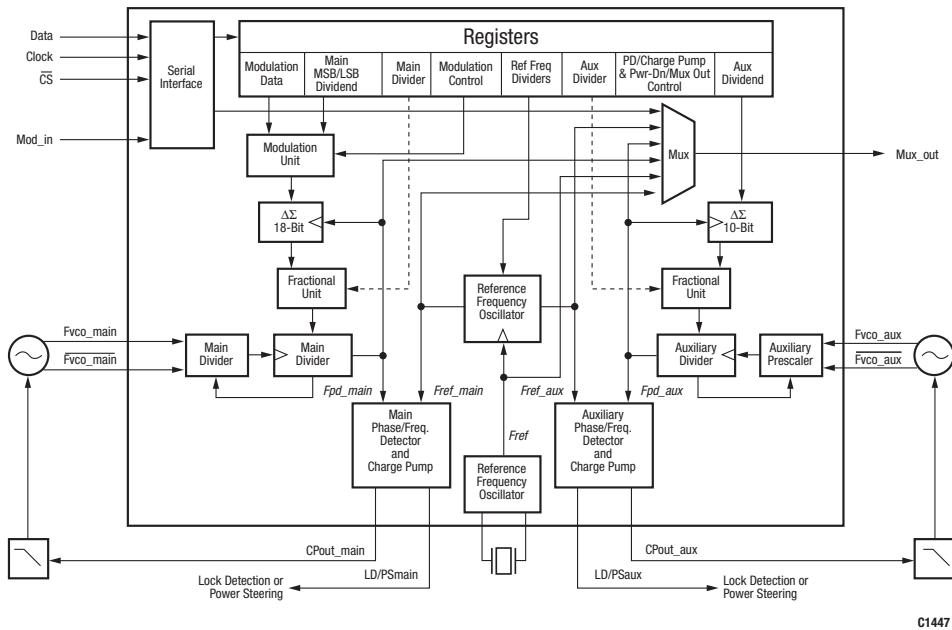 Registers
Data
Clock
CS
Mod_in
Serial
Interface
Modulation
Data
Main
MSB/LSB
Dividend
Main
Divider
Modulation
Control
Ref Freq
Dividers
Aux
Divider
PD/Charge Pump
& Pwr-Dn/Mux Out
Control
Aux
Dividend
Modulation
Unit
Mux
Mux_out
ΔΣ
18-Bit
ΔΣ
10-Bit
Fractional
Unit
Reference
Frequency
Oscillator
Fractional
Unit
Fvco_main
Fvco_main
Main
Divider
Main
Divider
Auxiliary
Divider
Auxiliary
Prescaler
Fvco_aux
Fvco_aux
Fpd_main
Fref_main
Fref_aux
Fpd_aux
Main
Phase/Freq.
Detector
and
Charge Pump
Fref
Reference
Frequency
Oscillator
Auxiliary
Phase/Freq.
Detector
and
Charge Pump
CPout_main
CPout_aux
LD/PSmain
LD/PSaux
Lock Detection or
Power Steering
Lock Detection or
Power Steering
C1447